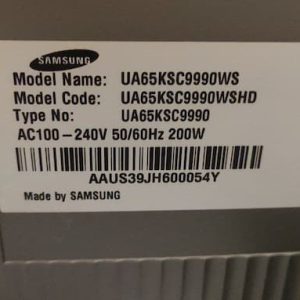 SAMSUNG
Model Name: UA65KSC9990WS
Model Code: UA65KSC9990WSHD
Type No: UA65KSC9990
AC100-240V 50/60Hz 200W
AAUS39JH600054Y
Made by SAMSUNG